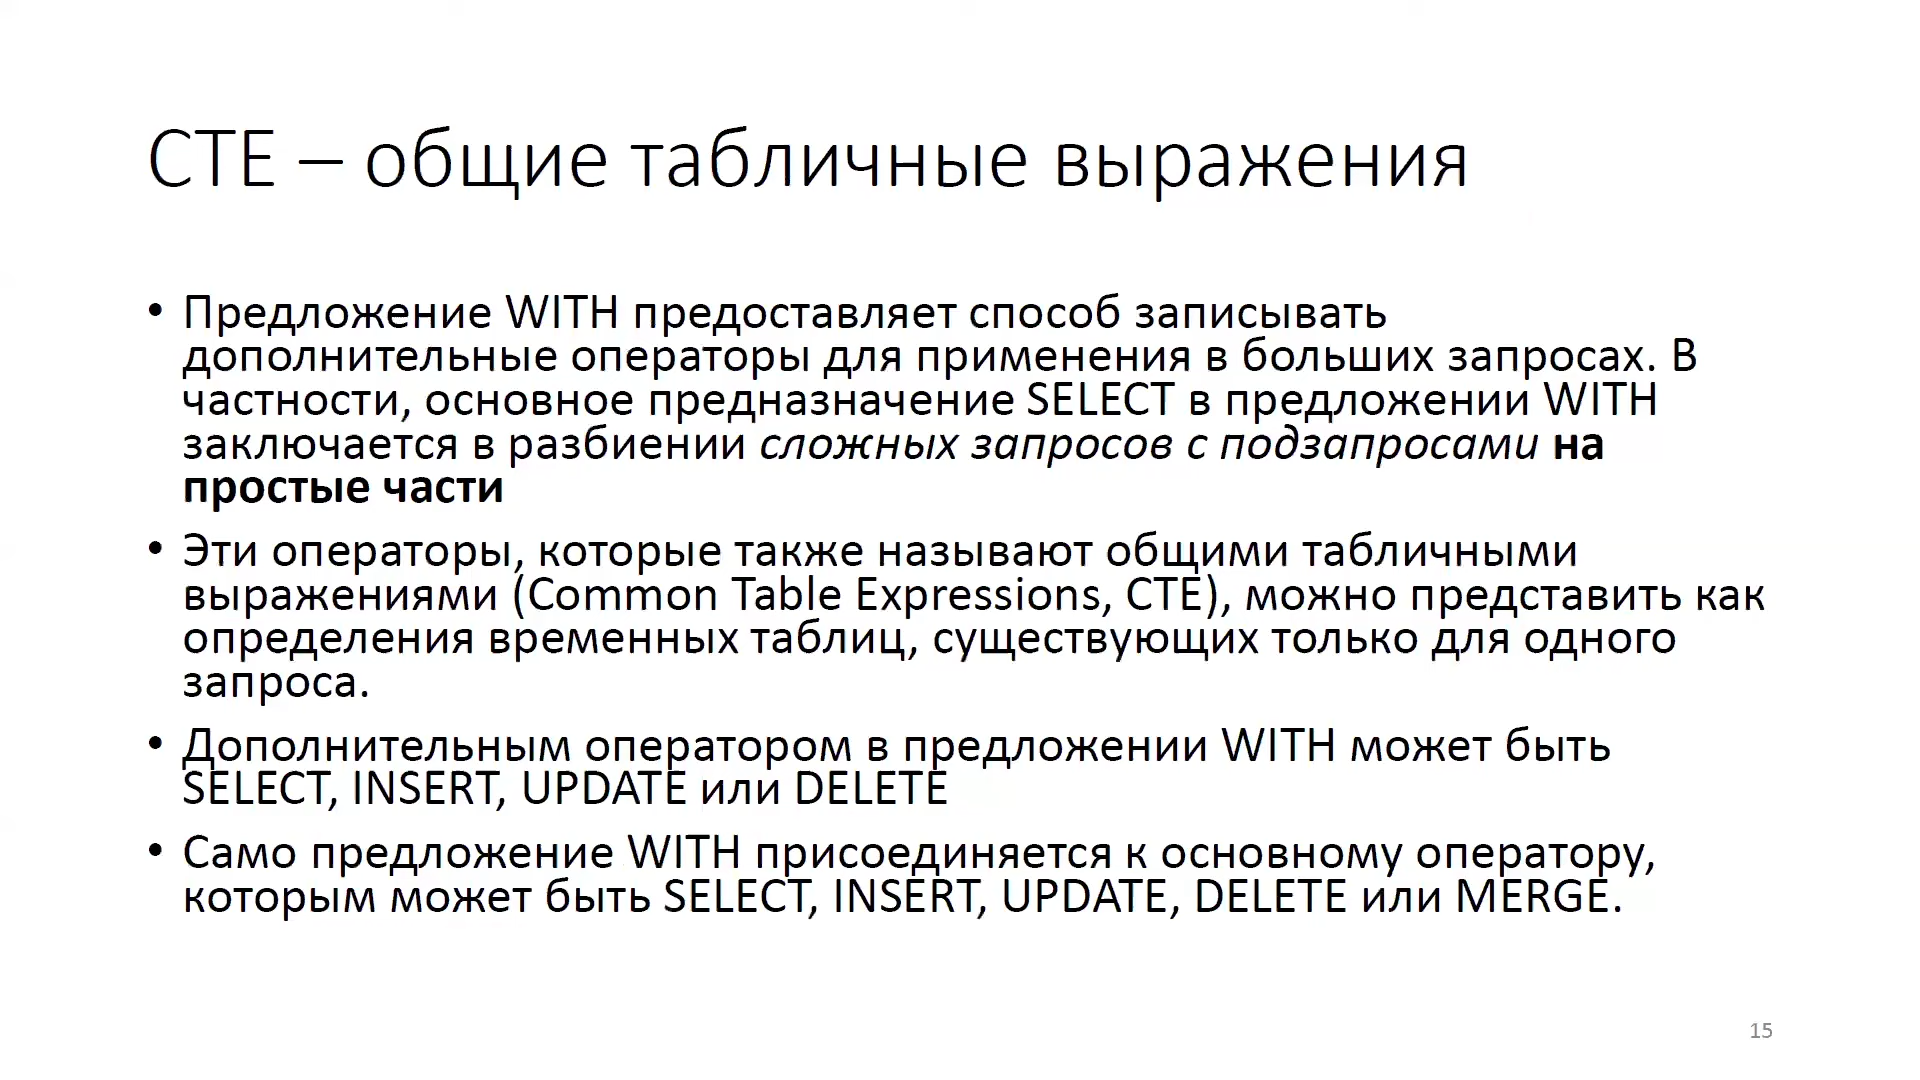 СТЕ – общие табличные выражения
• Предложение WITH предоставляет способ записывать
дополнительные операторы для применения в больших запросах. В
частности, основное предназначение SELECT в предложении WITH
заключается в разбиении сложных запросов с подзапросами на
простые части
• Эти операторы, которые также называют общими табличными
выражениями (Common Table Expressions, CTE), можно представить как
определения временных таблиц, существующих только для одного
запроса.
• Дополнительным оператором в предложении WITH может быть
SELECT, INSERT, UPDATE или DELETE
• Само предложение WITH присоединяется к основному оператору,
которым может быть SELECT, INSERT, UPDATE, DELETE или MERGE.
15